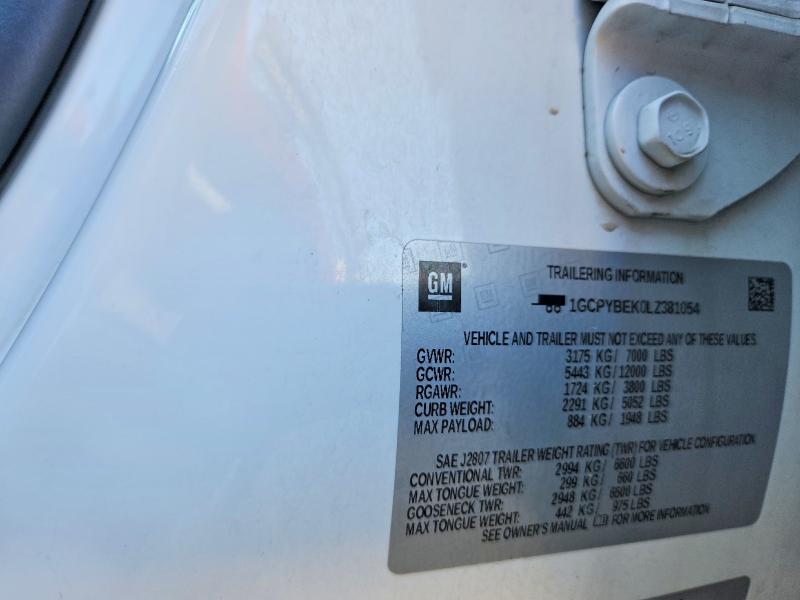 GM
TRAILERING INFORMATION
1GCPYBEK0LZ381054
VEHICLE AND TRAILER MUST NOT EXCEED ANY OF THESE VALUES.
GVWR: 3175 KG/ 7000 LBS
GCWR: 5443 KG/ 12000 LBS
RGAWR: 1724 KG/ 3800 LBS
CURB WEIGHT: 2291 KG/ 5052 LBS
MAX PAYLOAD: 884 KG/ 1948 LBS
SAE J2807 TRAILER WEIGHT RATING (TWR) FOR VEHICLE CONFIGURATION
CONVENTIONAL TWR: 2994 KG/ 6600 LBS
MAX TONGUE WEIGHT: 299 KG/ 660 LBS
GOOSENECK TWR: 2948 KG/ 6500 LBS
MAX TONGUE WEIGHT: 442 KG/ 975 LBS
SEE OWNER'S MANUAL FOR MORE INFORMATION